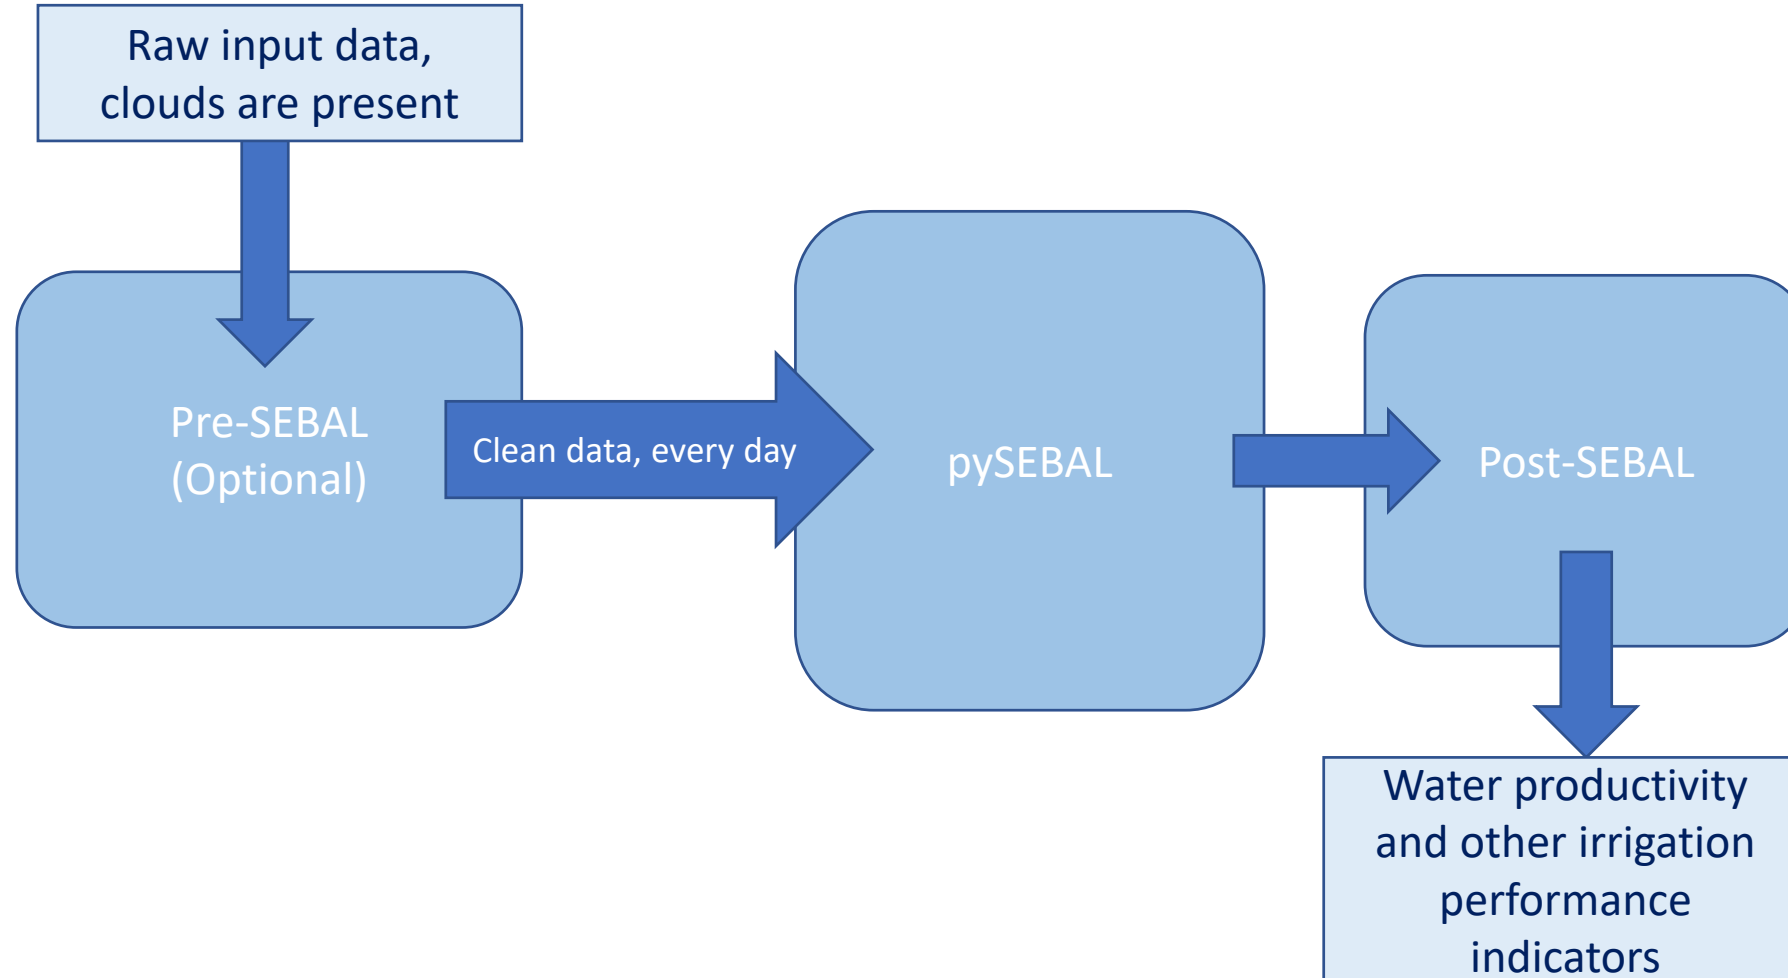 Raw input data,
clouds are present
Pre-SEBAL
(Optional)
Clean data, every day
pySEBAL
Post-SEBAL
Water productivity
and other irrigation
performance
indicators